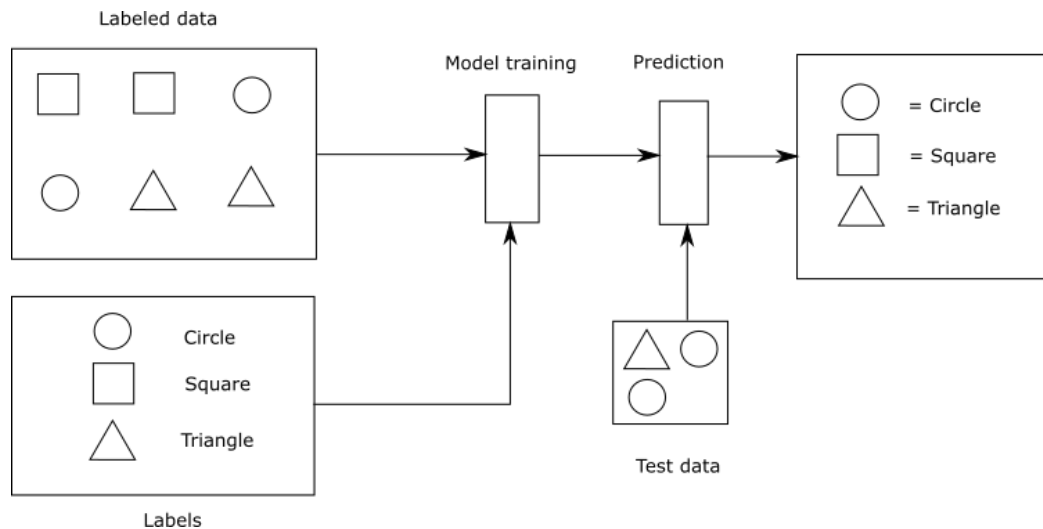 Labeled data
Model training
Prediction
= Circle
= Square
= Triangle
Circle
Square
Triangle
Labels
Test data